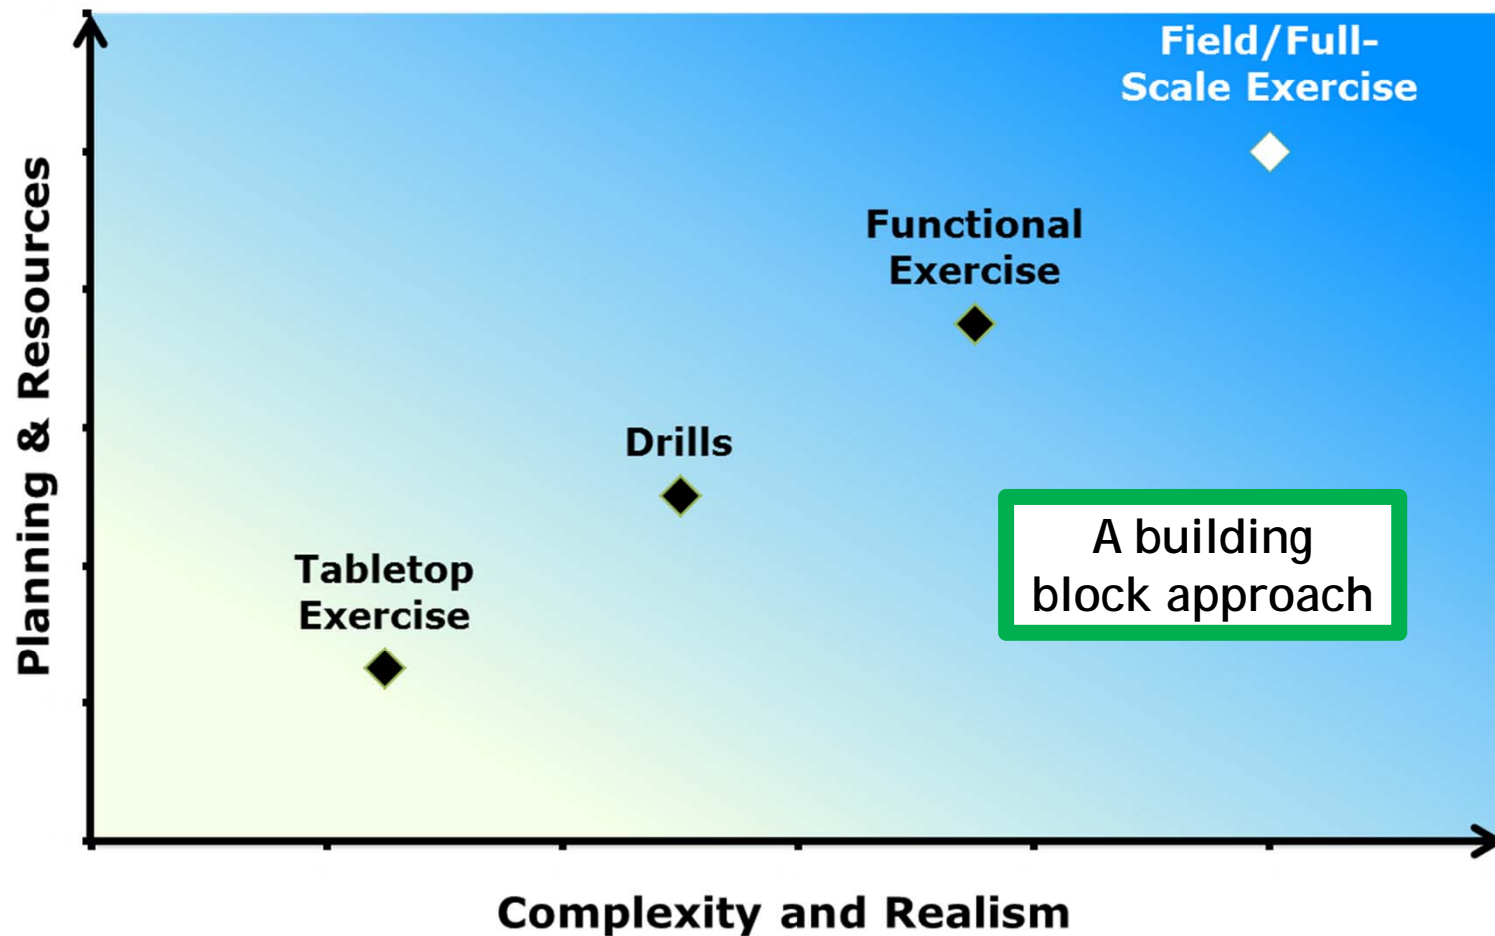 Field/Full-
Scale Exercise
Functional
Exercise
Drills
Tabletop
Exercise
A building
block approach
Planning & Resources
Complexity and Realism